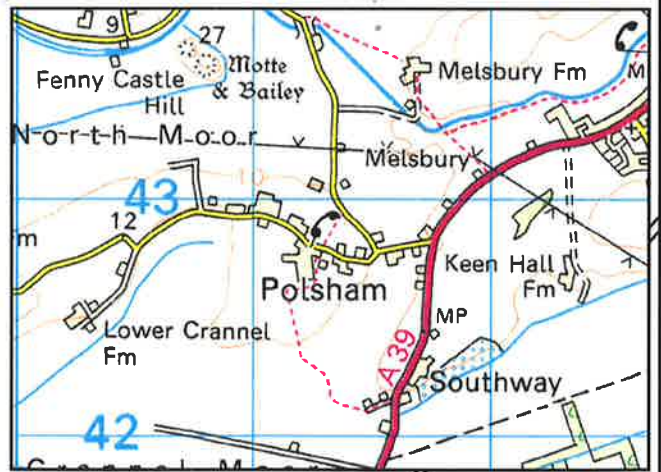 9
27
Fenny Castle
Hill
Motte
& Bailey
Melsbury Fm
M
N-o-r-t-h M-o-o-r
Melsbury
43
10
12
m
Polsham
Keen Hall
Fm
Lower Crannel
Fm
MP
A 39
Southway
42